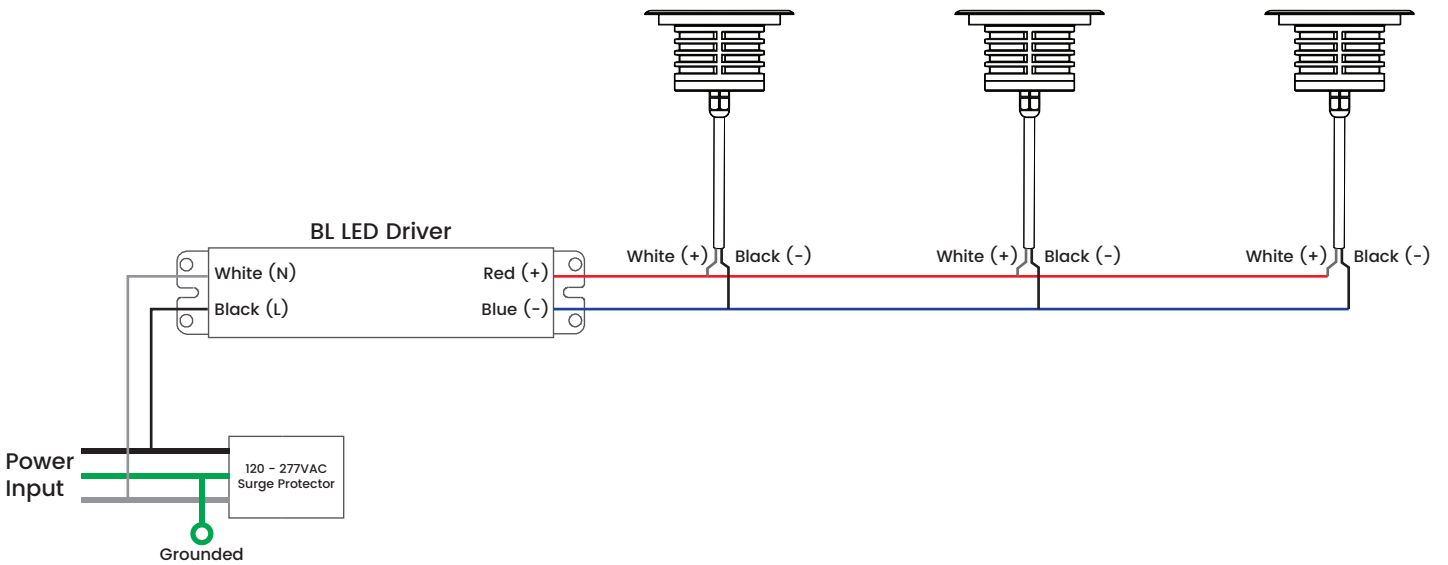 BL LED Driver
White (N)
Red (+)
Black (L)
Blue (-)
White (+)
Black (-)
White (+)
Black (-)
White (+)
Black (-)
Power
Input
120 - 277VAC
Surge Protector
Grounded